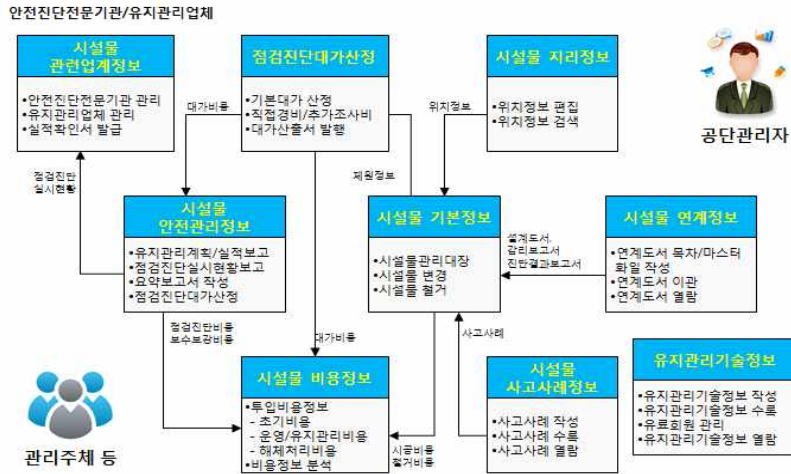 안전진단전문기관/유지관리업체
시설물
관련업계정보
•안전진단전문기관 관리
•유지관리업체 관리
•실적확인서 발급
점검진단대가산정
•기본대가 산정
•직접경비/추가조사비
•대가산출서 발행
시설물 지리정보
•위치정보 편집
•위치정보 검색
공단관리자
대가비용
위치정보
제원정보
점검진단
실시현황
시설물
안전관리정보
•유지관리계획/실적보고
•점검진단실시현황보고
•요약보고서 작성
•점검진단대가산정
시설물 기본정보
•시설물관리대장
•시설물 변경
•시설물 철거
설계도서,
감리보고서
진단결과보고서
시설물 연계정보
•연계도서 목차/마스터
화일 작성
•연계도서 이관
•연계도서 열람
점검진단비용
보수보강비용
대가비용
사고사례
관리주체 등
시설물 비용정보
•투입비용정보
- 초기비용
- 운영/유지관리비용
- 해체처리비용
•비용정보 분석
시공비용
철거비용
시설물
사고사례정보
•사고사례 작성
•사고사례 수록
•사고사례 열람
유지관리기술정보
•유지관리기술정보 작성
•유지관리기술정보 수록
•유료회원 관리
•유지관리기술정보 열람